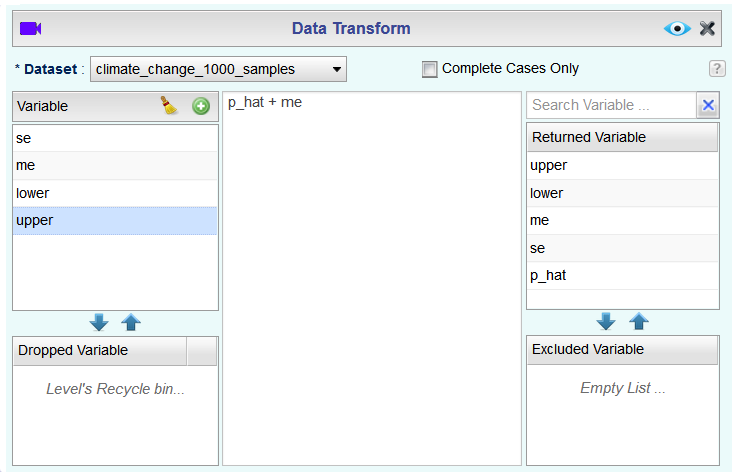 Data Transform
* Dataset : climate_change_1000_samples
Complete Cases Only
?
Variable
se
me
lower
upper
Dropped Variable
Level's Recycle bin...
p_hat + me
Search Variable ...
Returned Variable
upper
lower
me
se
p_hat
Excluded Variable
Empty List ...